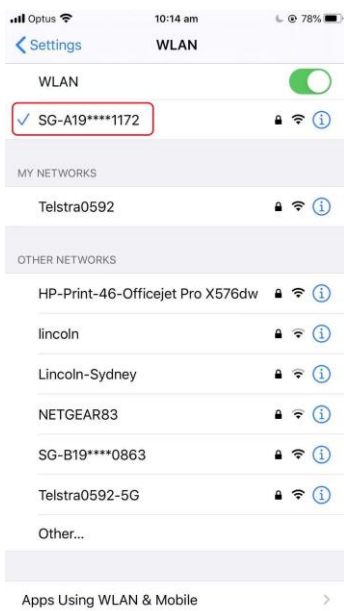 Optus 10:14 am 78%
Settings WLAN
WLAN
SG-A19****1172
MY NETWORKS
Telstra0592
OTHER NETWORKS
HP-Print-46-Officejet Pro X576dw
lincoln
Lincoln-Sydney
NETGEAR83
SG-B19****0863
Telstra0592-5G
Other...
Apps Using WLAN & Mobile